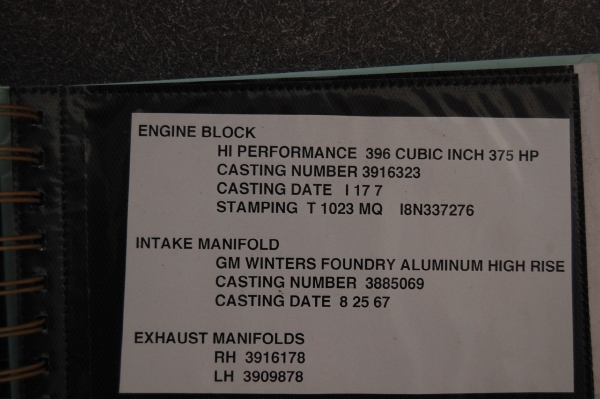 ENGINE BLOCK
HI PERFORMANCE 396 CUBIC INCH 375 HP
CASTING NUMBER 3916323
CASTING DATE I 17 7
STAMPING T 1023 MQ I8N337276
INTAKE MANIFOLD
GM WINTERS FOUNDRY ALUMINUM HIGH RISE
CASTING NUMBER 3885069
CASTING DATE 8 25 67
EXHAUST MANIFOLDS
RH 3916178
LH 3909878